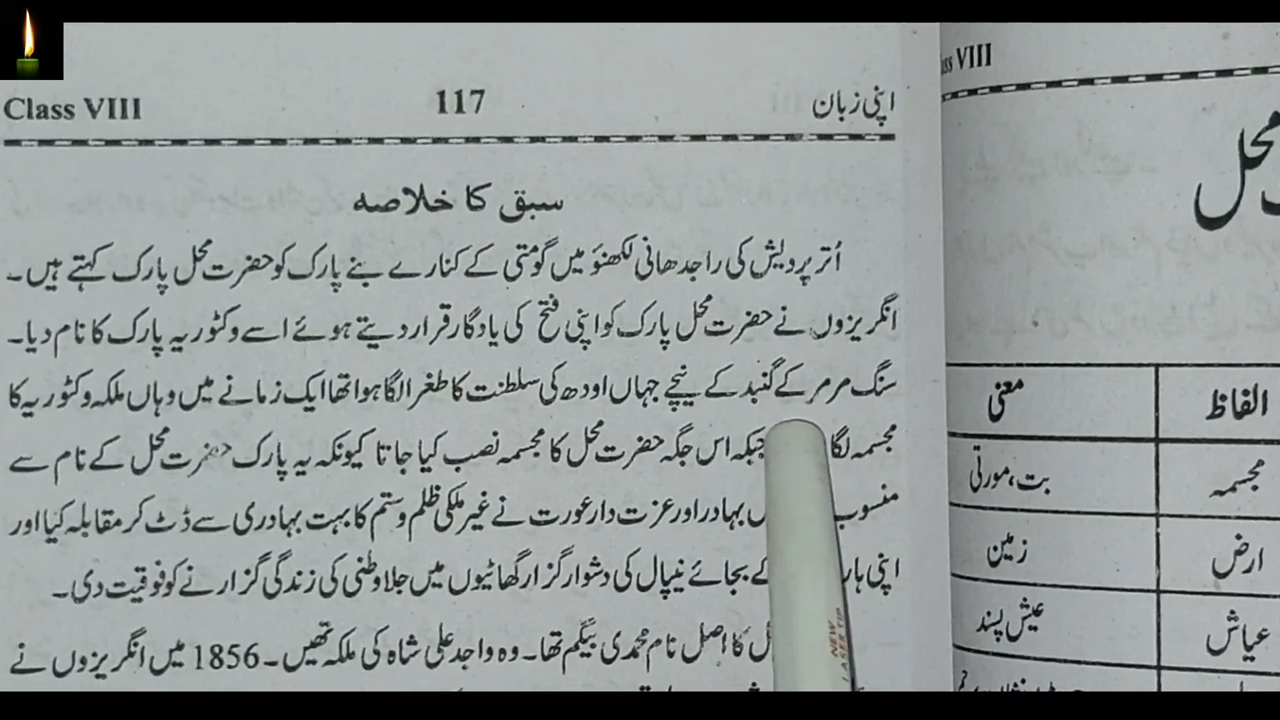 Class VIII 117 اپنی زبان
سبق کا خلاصہ
اُتر پردیش کی راجدھانی لکھنؤ میں گومتی کے کنارے بنے پارک کو حضرت محل پارک کہتے ہیں۔
انگریزوں نے حضرت محل پارک کو اپنی فتح کی یادگار قرار دیتے ہوئے اسے وکٹوریہ پارک کا نام دیا۔
سنگ مرمر کے گنبد کے نیچے جہاں اودھ کی سلطنت کا طغرا لگا ہوا تھا ایک زمانے میں وہاں ملکہ وکٹوریہ کا
مجسمہ لگا جبکہ اس جگہ حضرت محل کا مجسمہ نصب کیا جاتا کیونکہ یہ پارک حضرت محل کے نام سے
منسوب بہادر اور عزت دار عورت نے غیر ملکی ظلم و ستم کا بہت بہادری سے ڈٹ کر مقابلہ کیا اور
اپنی کے بجائے نیپال کی دشوار گزار گھاٹیوں میں جلاوطنی کی زندگی گزارنے کو فوقیت دی۔
کا اصل نام محمدی بیگم تھا۔ وہ واجد علی شاہ کی ملکہ تھیں۔ 1856 میں انگریزوں نے
VIII
محل
الفاظ معنی
مجسمہ بت، مورتی
ارض زمین
عیاش عیش پسند